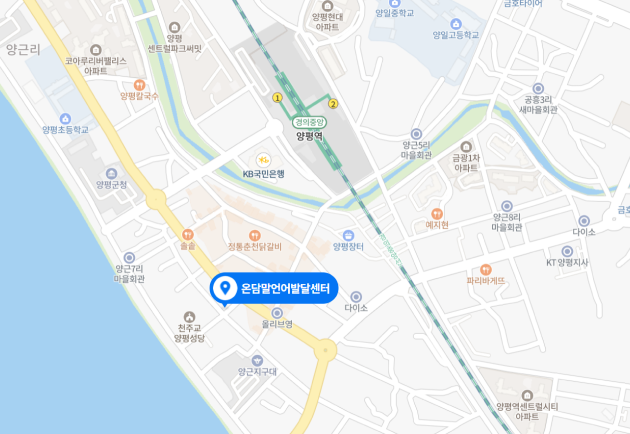 양평현대
아파트
양일중학교
금호타이어
양근리
양평
센트럴파크써밋
양일고등학교
코아루리버팰리스
아파트
양평칼국수
공흥3리
새마을회관
1
2
경의중앙
양평역
양평초등학교
양근5리
마을회관
KB국민은행
금광1차
아파트
양평군청
예지현
양근8리
마을회관
금호
솔솥
정통춘천닭갈비
양평장터
다이소
KT 양평지사
양근7리
마을회관
파리바게뜨
온담말언어발달센터
다이소
올리브영
천주교
양평성당
양근지구대
양평역센트럴시티
아파트